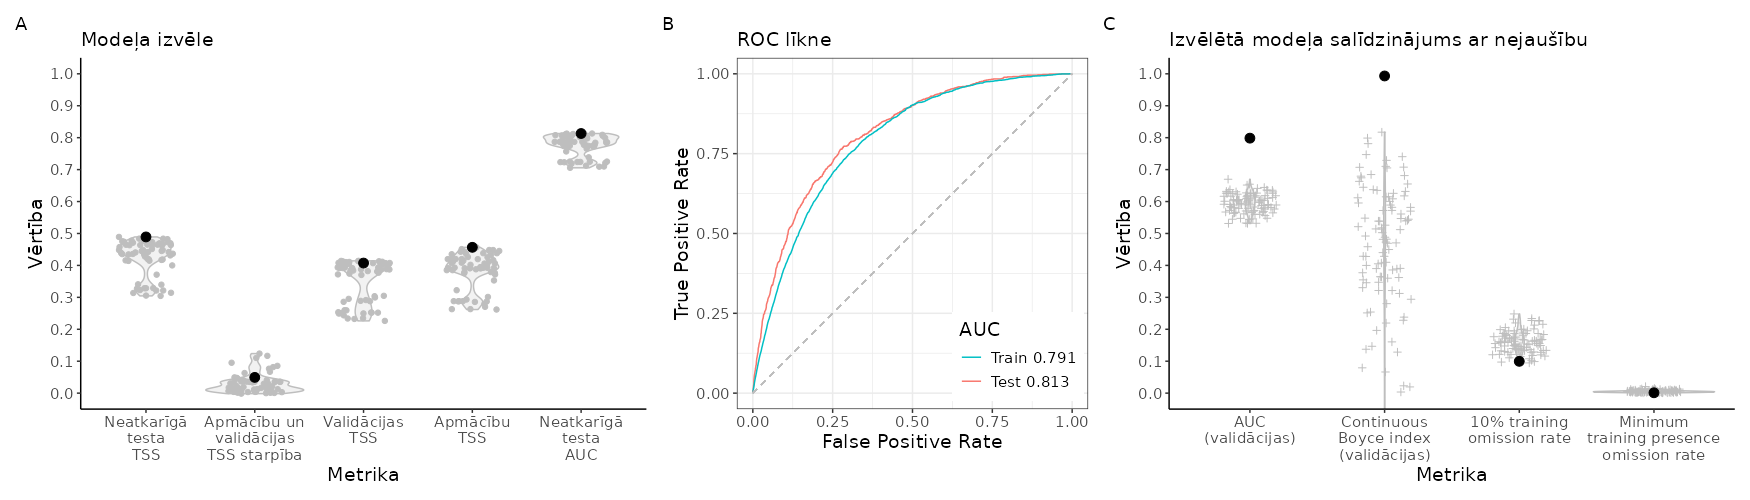 A
Modeļa izvēle
Vērtība
1.0
0.9
0.8
0.7
0.6
0.5
0.4
0.3
0.2
0.1
0.0
Neatkarīgā
testa
TSS
Apmācību un
validācijas
TSS starpība
Validācijas
TSS
Apmācību
TSS
Neatkarīgā
testa
AUC
Metrika
B
ROC līkne
True Positive Rate
1.00
0.75
0.50
0.25
0.00
AUC
Train 0.791
Test 0.813
0.00
0.25
0.50
0.75
1.00
False Positive Rate
C
Izvēlētā modeļa salīdzinājums ar nejaušību
Vērtība
1.0
0.9
0.8
0.7
0.6
0.5
0.4
0.3
0.2
0.1
0.0
AUC
(validācijas)
Continuous
Boyce index
(validācijas)
10% training
omission rate
Minimum
training presence
omission rate
Metrika